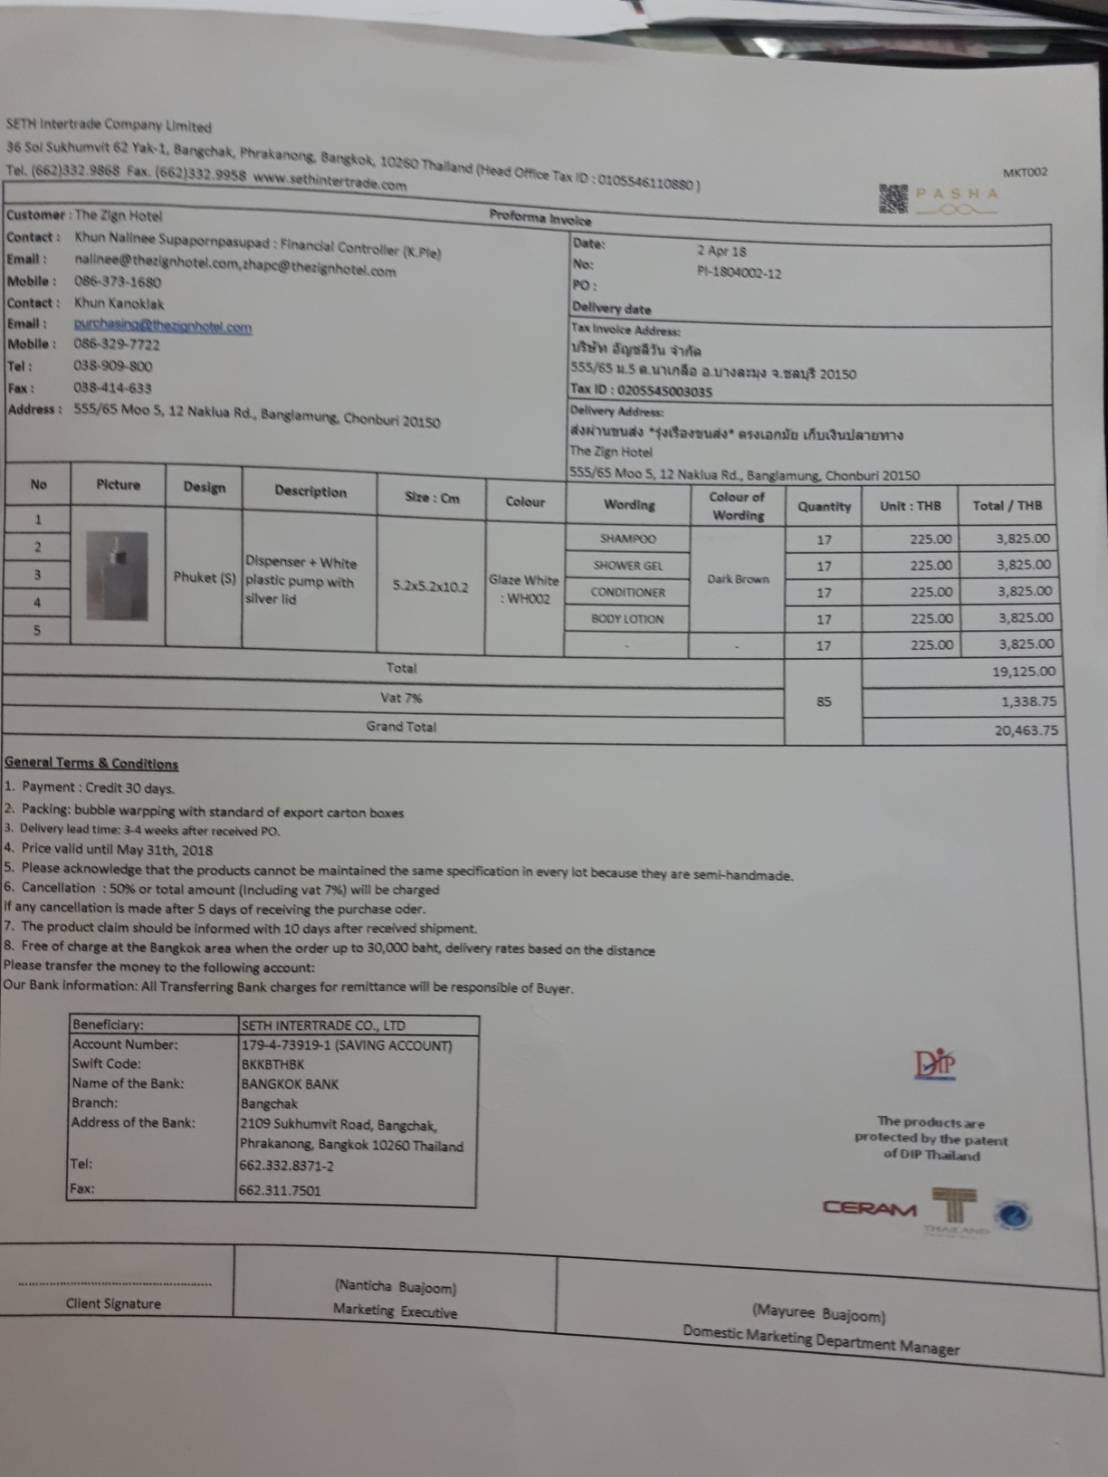 SETH Intertrade Company Limited
36 Soi Sukhumvit 62 Yak-1, Bangchak, Phrakanong, Bangkok, 10260 Thailand (Head Office Tax ID : 0105546110880 )
Tel. (662)332.9868 Fax. (662)332.9958 www.sethintertrade.com
MKT002
PASHA
Proforma Invoice
Customer : The Zign Hotel
Contact : Khun Nalinee Supapornpasupad : Financial Controller (K.Ple)
Email : nalinee@thezignhotel.com,zhapc@thezignhotel.com
Mobile : 086-373-1680
Contact : Khun Kanoklak
Email : purchasing@thezignhotel.com
Mobile : 086-329-7722
Tel : 038-909-800
Fax : 038-414-633
Address : 555/65 Moo 5, 12 Naklua Rd., Banglamung, Chonburi 20150
Date: 2 Apr 18
No: PI-1804002-12
PO :
Delivery date
Tax Invoice Address:
บริษัท อัญชลีวัน จำกัด
555/65 ม.5 ต.นาเกลือ อ.บางละมุง จ.ชลบุรี 20150
Tax ID : 0205545003035
Delivery Address:
ส่งผ่านขนส่ง *รุ่งเรืองขนส่ง* ตรงเอกมัย เก็บเงินปลายทาง
The Zign Hotel
555/65 Moo 5, 12 Naklua Rd., Banglamung, Chonburi 20150
No Picture Design Description Size : Cm Colour Wording Colour of Wording Quantity Unit : THB Total / THB
1 SHAMPOO 17 225.00 3,825.00
2 SHOWER GEL 17 225.00 3,825.00
3 Phuket (S) Dispenser + White plastic pump with silver lid 5.2x5.2x10.2 Glaze White : WH002 CONDITIONER Dark Brown 17 225.00 3,825.00
4 BODY LOTION 17 225.00 3,825.00
5 - - 17 225.00 3,825.00
Total 19,125.00
Vat 7% 85 1,338.75
Grand Total 20,463.75
General Terms & Conditions
1. Payment : Credit 30 days.
2. Packing: bubble warpping with standard of export carton boxes
3. Delivery lead time: 3-4 weeks after received PO.
4. Price valid until May 31th, 2018
5. Please acknowledge that the products cannot be maintained the same specification in every lot because they are semi-handmade.
6. Cancellation : 50% or total amount (Including vat 7%) will be charged
if any cancellation is made after 5 days of receiving the purchase oder.
7. The product claim should be informed with 10 days after received shipment.
8. Free of charge at the Bangkok area when the order up to 30,000 baht, delivery rates based on the distance
Please transfer the money to the following account:
Our Bank information: All Transferring Bank charges for remittance will be responsible of Buyer.
Beneficiary: SETH INTERTRADE CO., LTD
Account Number: 179-4-73919-1 (SAVING ACCOUNT)
Swift Code: BKKBTHBK
Name of the Bank: BANGKOK BANK
Branch: Bangchak
Address of the Bank: 2109 Sukhumvit Road, Bangchak,
Phrakanong, Bangkok 10260 Thailand
Tel: 662.332.8371-2
Fax: 662.311.7501
DIP
The products are
protected by the patent
of DIP Thailand
CERAM
THAILAND
Client Signature
(Nanticha Buajoom)
Marketing Executive
(Mayuree Buajoom)
Domestic Marketing Department Manager